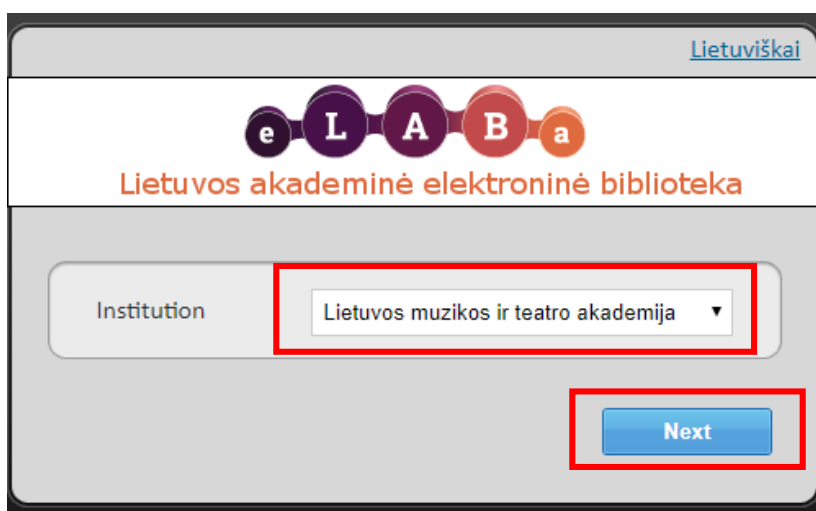 Lietuviškai
eLABa
Lietuvos akademinė elektroninė biblioteka
Institution Lietuvos muzikos ir teatro akademija
Next